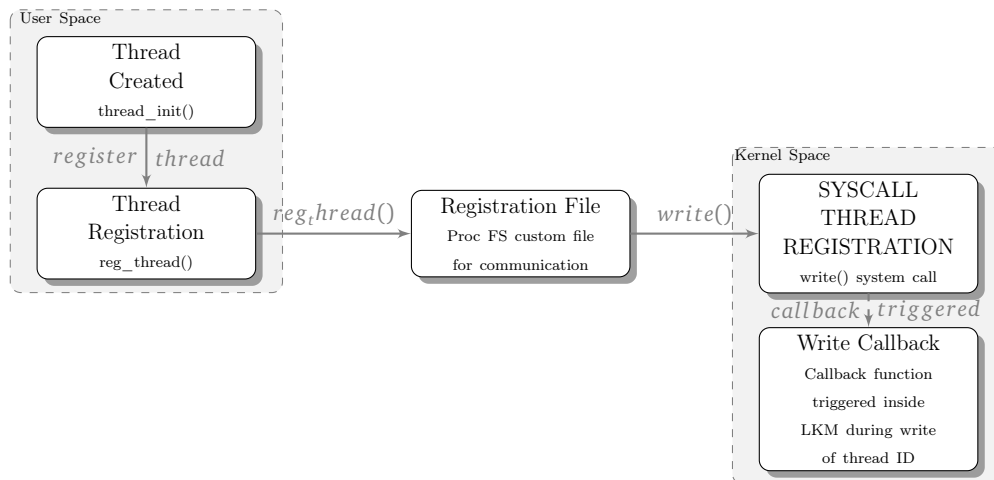 User Space
Thread
Created
thread_init()
register thread
Thread
Registration
reg_thread()
reg_thread()
Registration File
Proc FS custom file
for communication
write()
Kernel Space
SYSCALL
THREAD
REGISTRATION
write() system call
callback triggered
Write Callback
Callback function
triggered inside
LKM during write
of thread ID